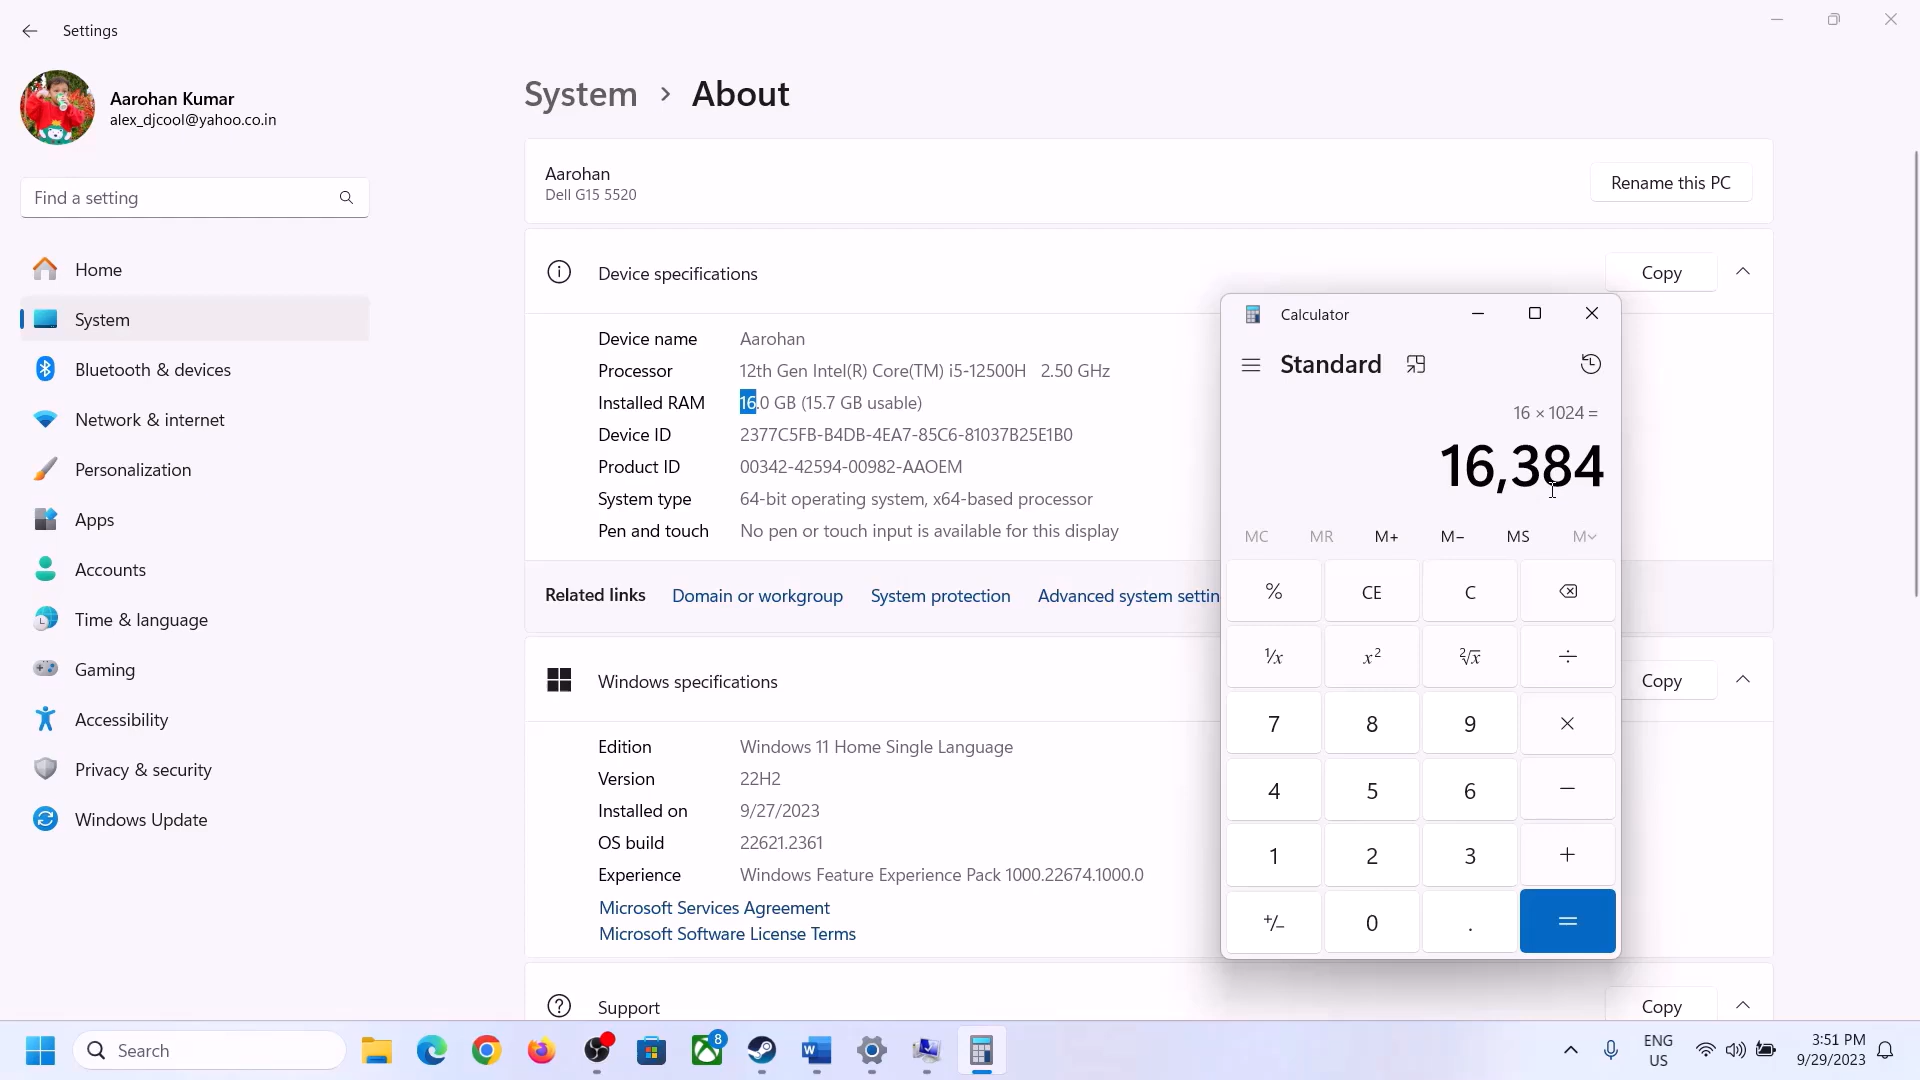 Settings
Aarohan Kumar
alex_djcool@yahoo.co.in
Find a setting
Home
System
Bluetooth & devices
Network & internet
Personalization
Apps
Accounts
Time & language
Gaming
Accessibility
Privacy & security
Windows Update
System > About
Aarohan
Dell G15 5520
Rename this PC
Device specifications
Copy
Device name Aarohan
Processor 12th Gen Intel(R) Core(TM) i5-12500H 2.50 GHz
Installed RAM 16.0 GB (15.7 GB usable)
Device ID 2377C5FB-B4DB-4EA7-85C6-81037B25E1B0
Product ID 00342-42594-00982-AAOEM
System type 64-bit operating system, x64-based processor
Pen and touch No pen or touch input is available for this display
Related links Domain or workgroup System protection Advanced system settin
Windows specifications
Copy
Edition Windows 11 Home Single Language
Version 22H2
Installed on 9/27/2023
OS build 22621.2361
Experience Windows Feature Experience Pack 1000.22674.1000.0
Microsoft Services Agreement
Microsoft Software License Terms
Support
Copy
Calculator
Standard
16 × 1024 =
16,384
MC MR M+ M− MS M˅
% CE C
⅟x x² ²√x ÷
7 8 9 ×
4 5 6 −
1 2 3 +
+/− 0 . =
Search
8
ENG
US
3:51 PM
9/29/2023